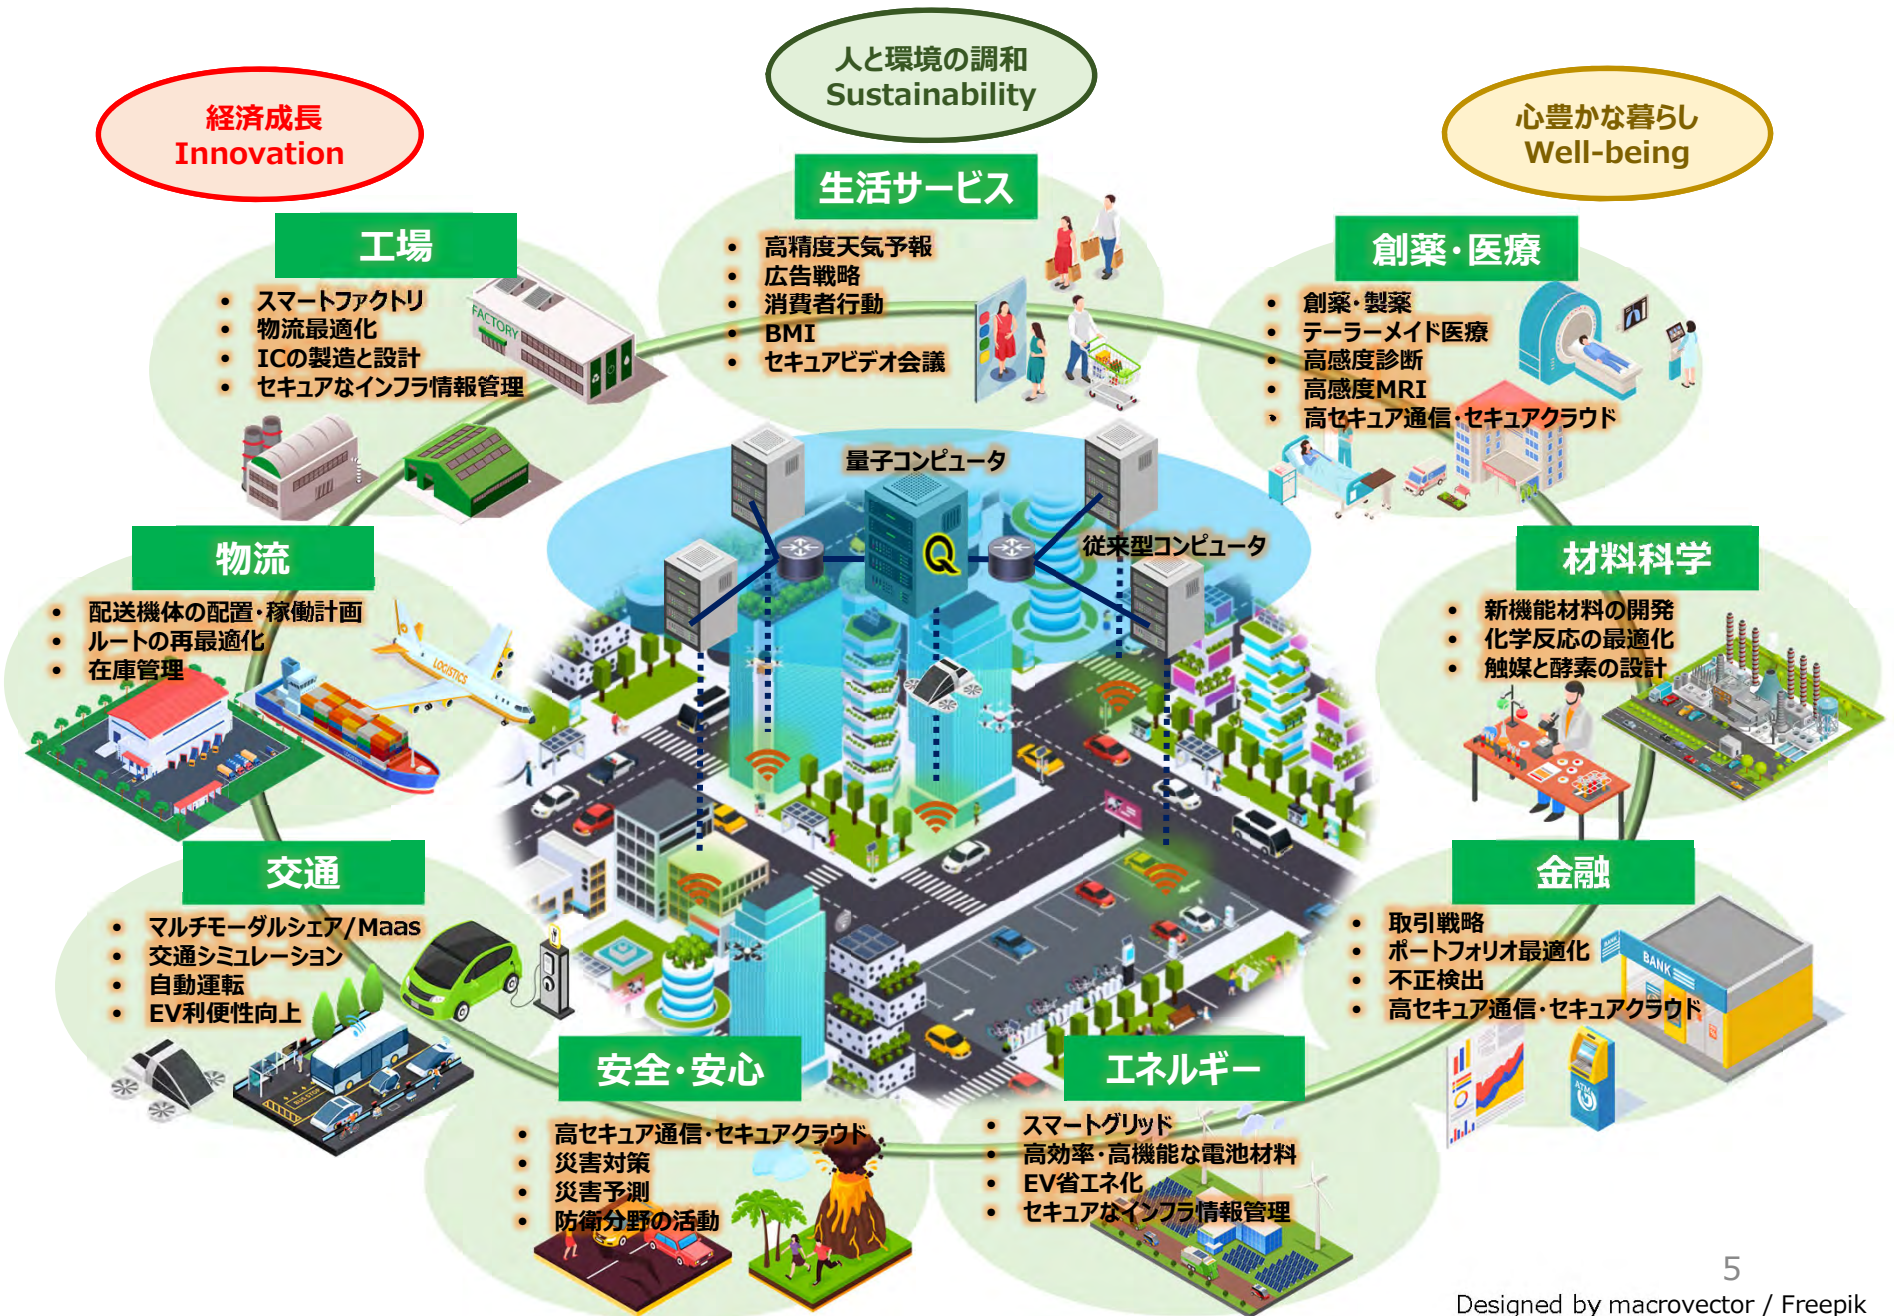 人と環境の調和
Sustainability
経済成長
Innovation
心豊かな暮らし
Well-being
生活サービス
• 高精度天気予報
• 広告戦略
• 消費者行動
• BMI
• セキュアビデオ会議
工場
• スマートファクトリ
• 物流最適化
• ICの製造と設計
• セキュアなインフラ情報管理
FACTORY
創薬・医療
• 創薬・製薬
• テーラーメイド医療
• 高感度診断
• 高感度MRI
• 高セキュア通信・セキュアクラウド
量子コンピュータ
Q
従来型コンピュータ
物流
• 配送機体の配置・稼働計画
• ルートの再最適化
• 在庫管理
LOGISTICS
材料科学
• 新機能材料の開発
• 化学反応の最適化
• 触媒と酵素の設計
交通
• マルチモーダルシェア/Maas
• 交通シミュレーション
• 自動運転
• EV利便性向上
BUS STOP
金融
• 取引戦略
• ポートフォリオ最適化
• 不正検出
• 高セキュア通信・セキュアクラウド
BANK
BANK
ATM
安全・安心
• 高セキュア通信・セキュアクラウド
• 災害対策
• 災害予測
• 防衛分野の活動
エネルギー
• スマートグリッド
• 高効率・高機能な電池材料
• EV省エネ化
• セキュアなインフラ情報管理
5
Designed by macrovector / Freepik